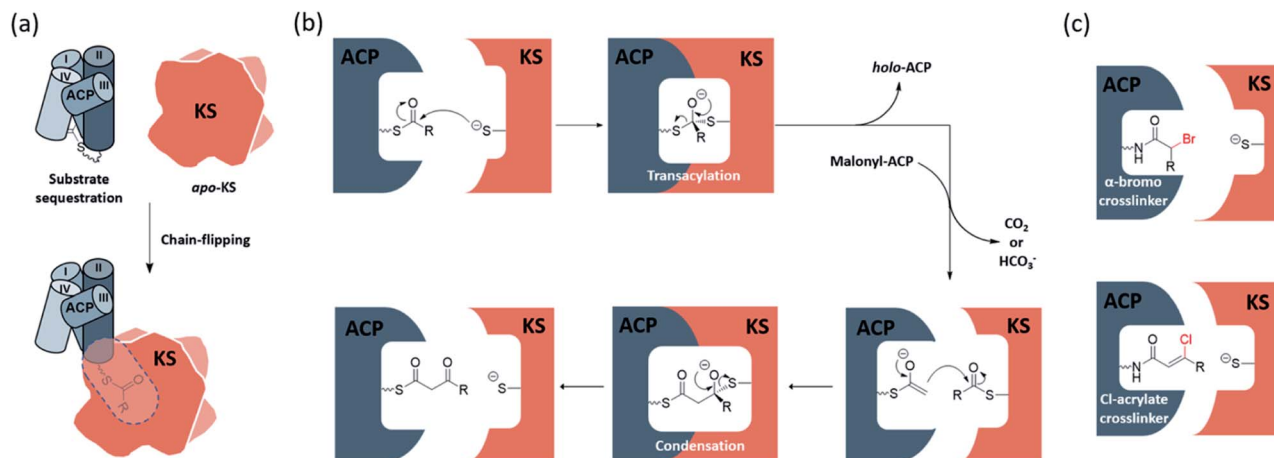 (a)
I
II
IV
III
ACP
S
KS
Substrate
sequestration
apo-KS
Chain-flipping
I
II
IV
III
ACP
KS
S
O
R
(b)
ACP
KS
O
S
R
⊖
S
ACP
KS
O
⊖
S
S
R
Transacylation
holo-ACP
Malonyl-ACP
CO₂
or
HCO₃⁻
ACP
KS
⊖
O
S
O
R
S
ACP
KS
O
⊖
O
S
S
R
Condensation
ACP
KS
O
O
S
R
⊖
S
(c)
ACP
KS
O
Br
N
H
R
⊖
S
α-bromo
crosslinker
ACP
KS
O
Cl
N
H
R
⊖
S
Cl-acrylate
crosslinker